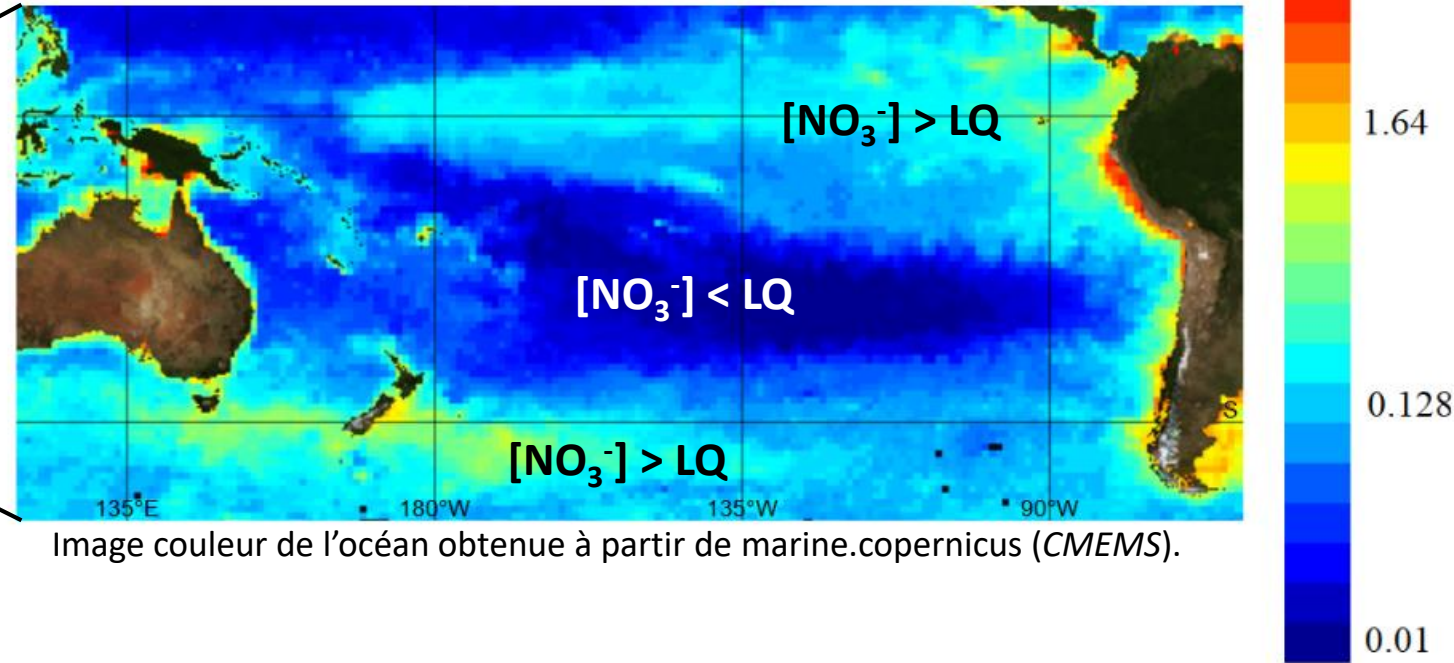 [NO₃⁻] > LQ
1.64
[NO₃⁻] < LQ
0.128
S
[NO₃⁻] > LQ
135°E 180°W 135°W 90°W
Image couleur de l’océan obtenue à partir de marine.copernicus (CMEMS).
0.01